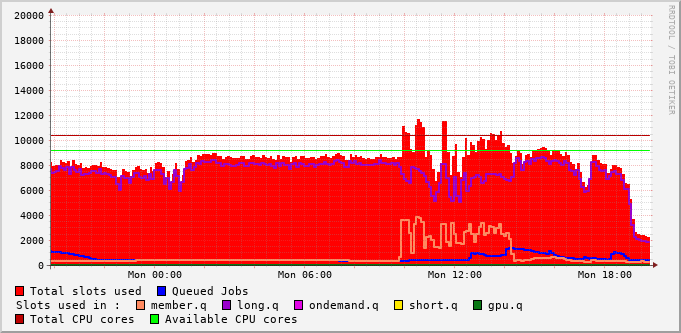 20000
18000
16000
14000
12000
10000
8000
6000
4000
2000
0
Mon 00:00 Mon 06:00 Mon 12:00 Mon 18:00
Total slots used Queued Jobs
Slots used in : member.q long.q ondemand.q short.q gpu.q
Total CPU cores Available CPU cores
RRDTOOL / TOBI OETIKER